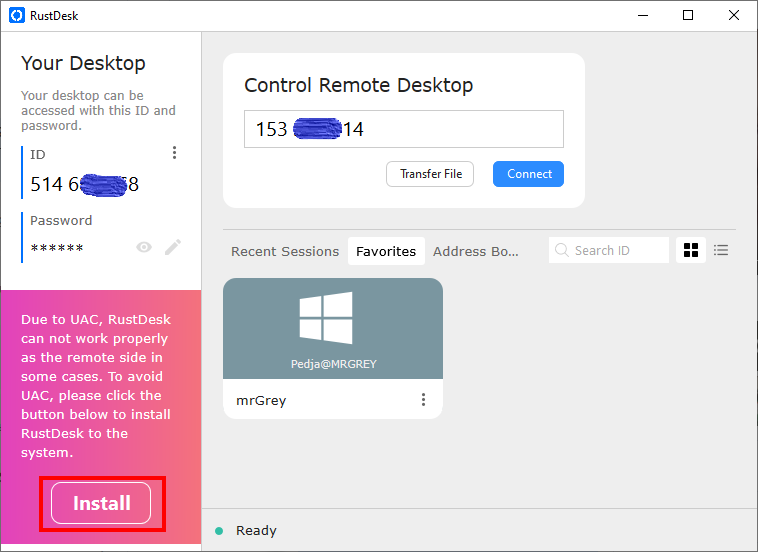 RustDesk
Your Desktop
Your desktop can be
accessed with this ID and
password.
ID
514 6 8
Password
******
Due to UAC, RustDesk
can not work properly
as the remote side in
some cases. To avoid
UAC, please click the
button below to install
RustDesk to the
system.
Install
Control Remote Desktop
153 14
Transfer File
Connect
Recent Sessions
Favorites
Address Bo...
Search ID
Pedja@MRGREY
mrGrey
Ready